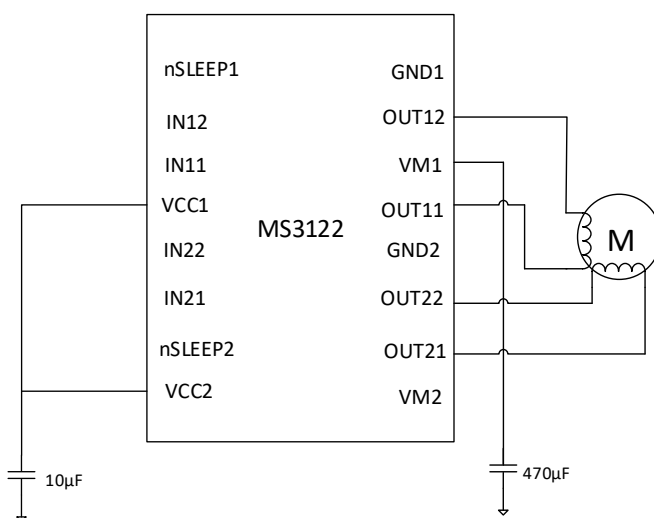 nSLEEP1
IN12
IN11
VCC1
IN22
IN21
nSLEEP2
VCC2
MS3122
GND1
OUT12
VM1
OUT11
GND2
OUT22
OUT21
VM2
M
10μF
470μF